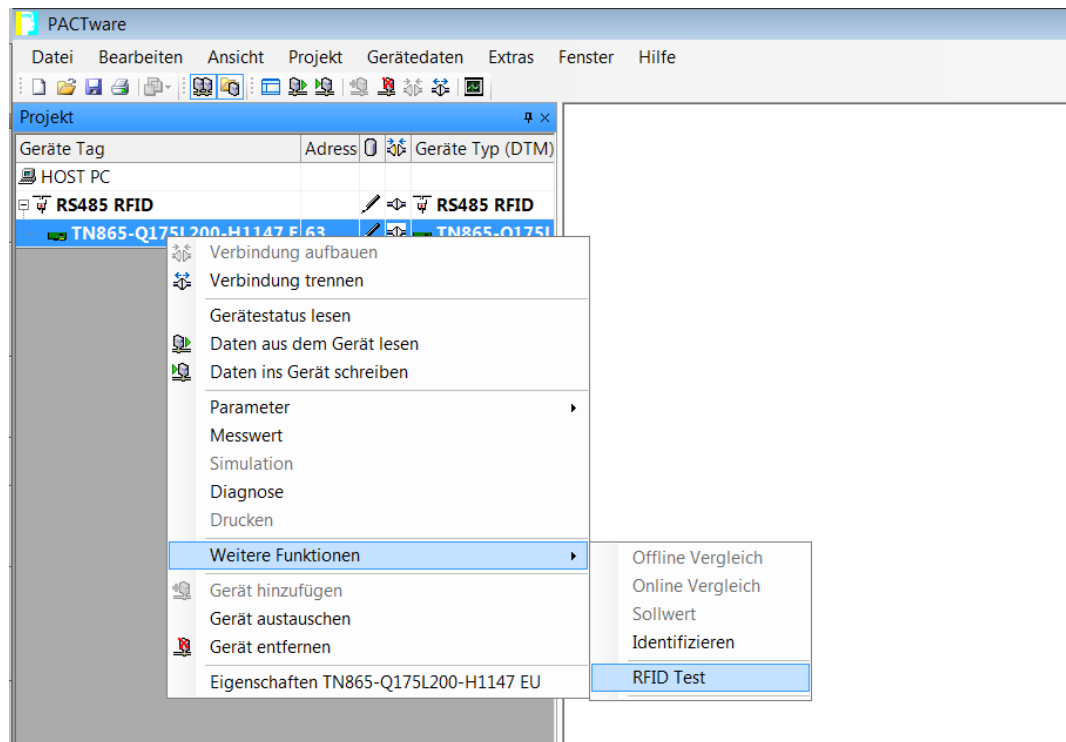 PACTware
Datei Bearbeiten Ansicht Projekt Gerätedaten Extras Fenster Hilfe
Projekt
Geräte Tag Adress Geräte Typ (DTM)
HOST PC
RS485 RFID RS485 RFID
TN865-Q175L200-H1147 E 63 TN865-Q175L
Verbindung aufbauen
Verbindung trennen
Gerätestatus lesen
Daten aus dem Gerät lesen
Daten ins Gerät schreiben
Parameter
Messwert
Simulation
Diagnose
Drucken
Weitere Funktionen
Gerät hinzufügen
Gerät austauschen
Gerät entfernen
Eigenschaften TN865-Q175L200-H1147 EU
Offline Vergleich
Online Vergleich
Sollwert
Identifizieren
RFID Test